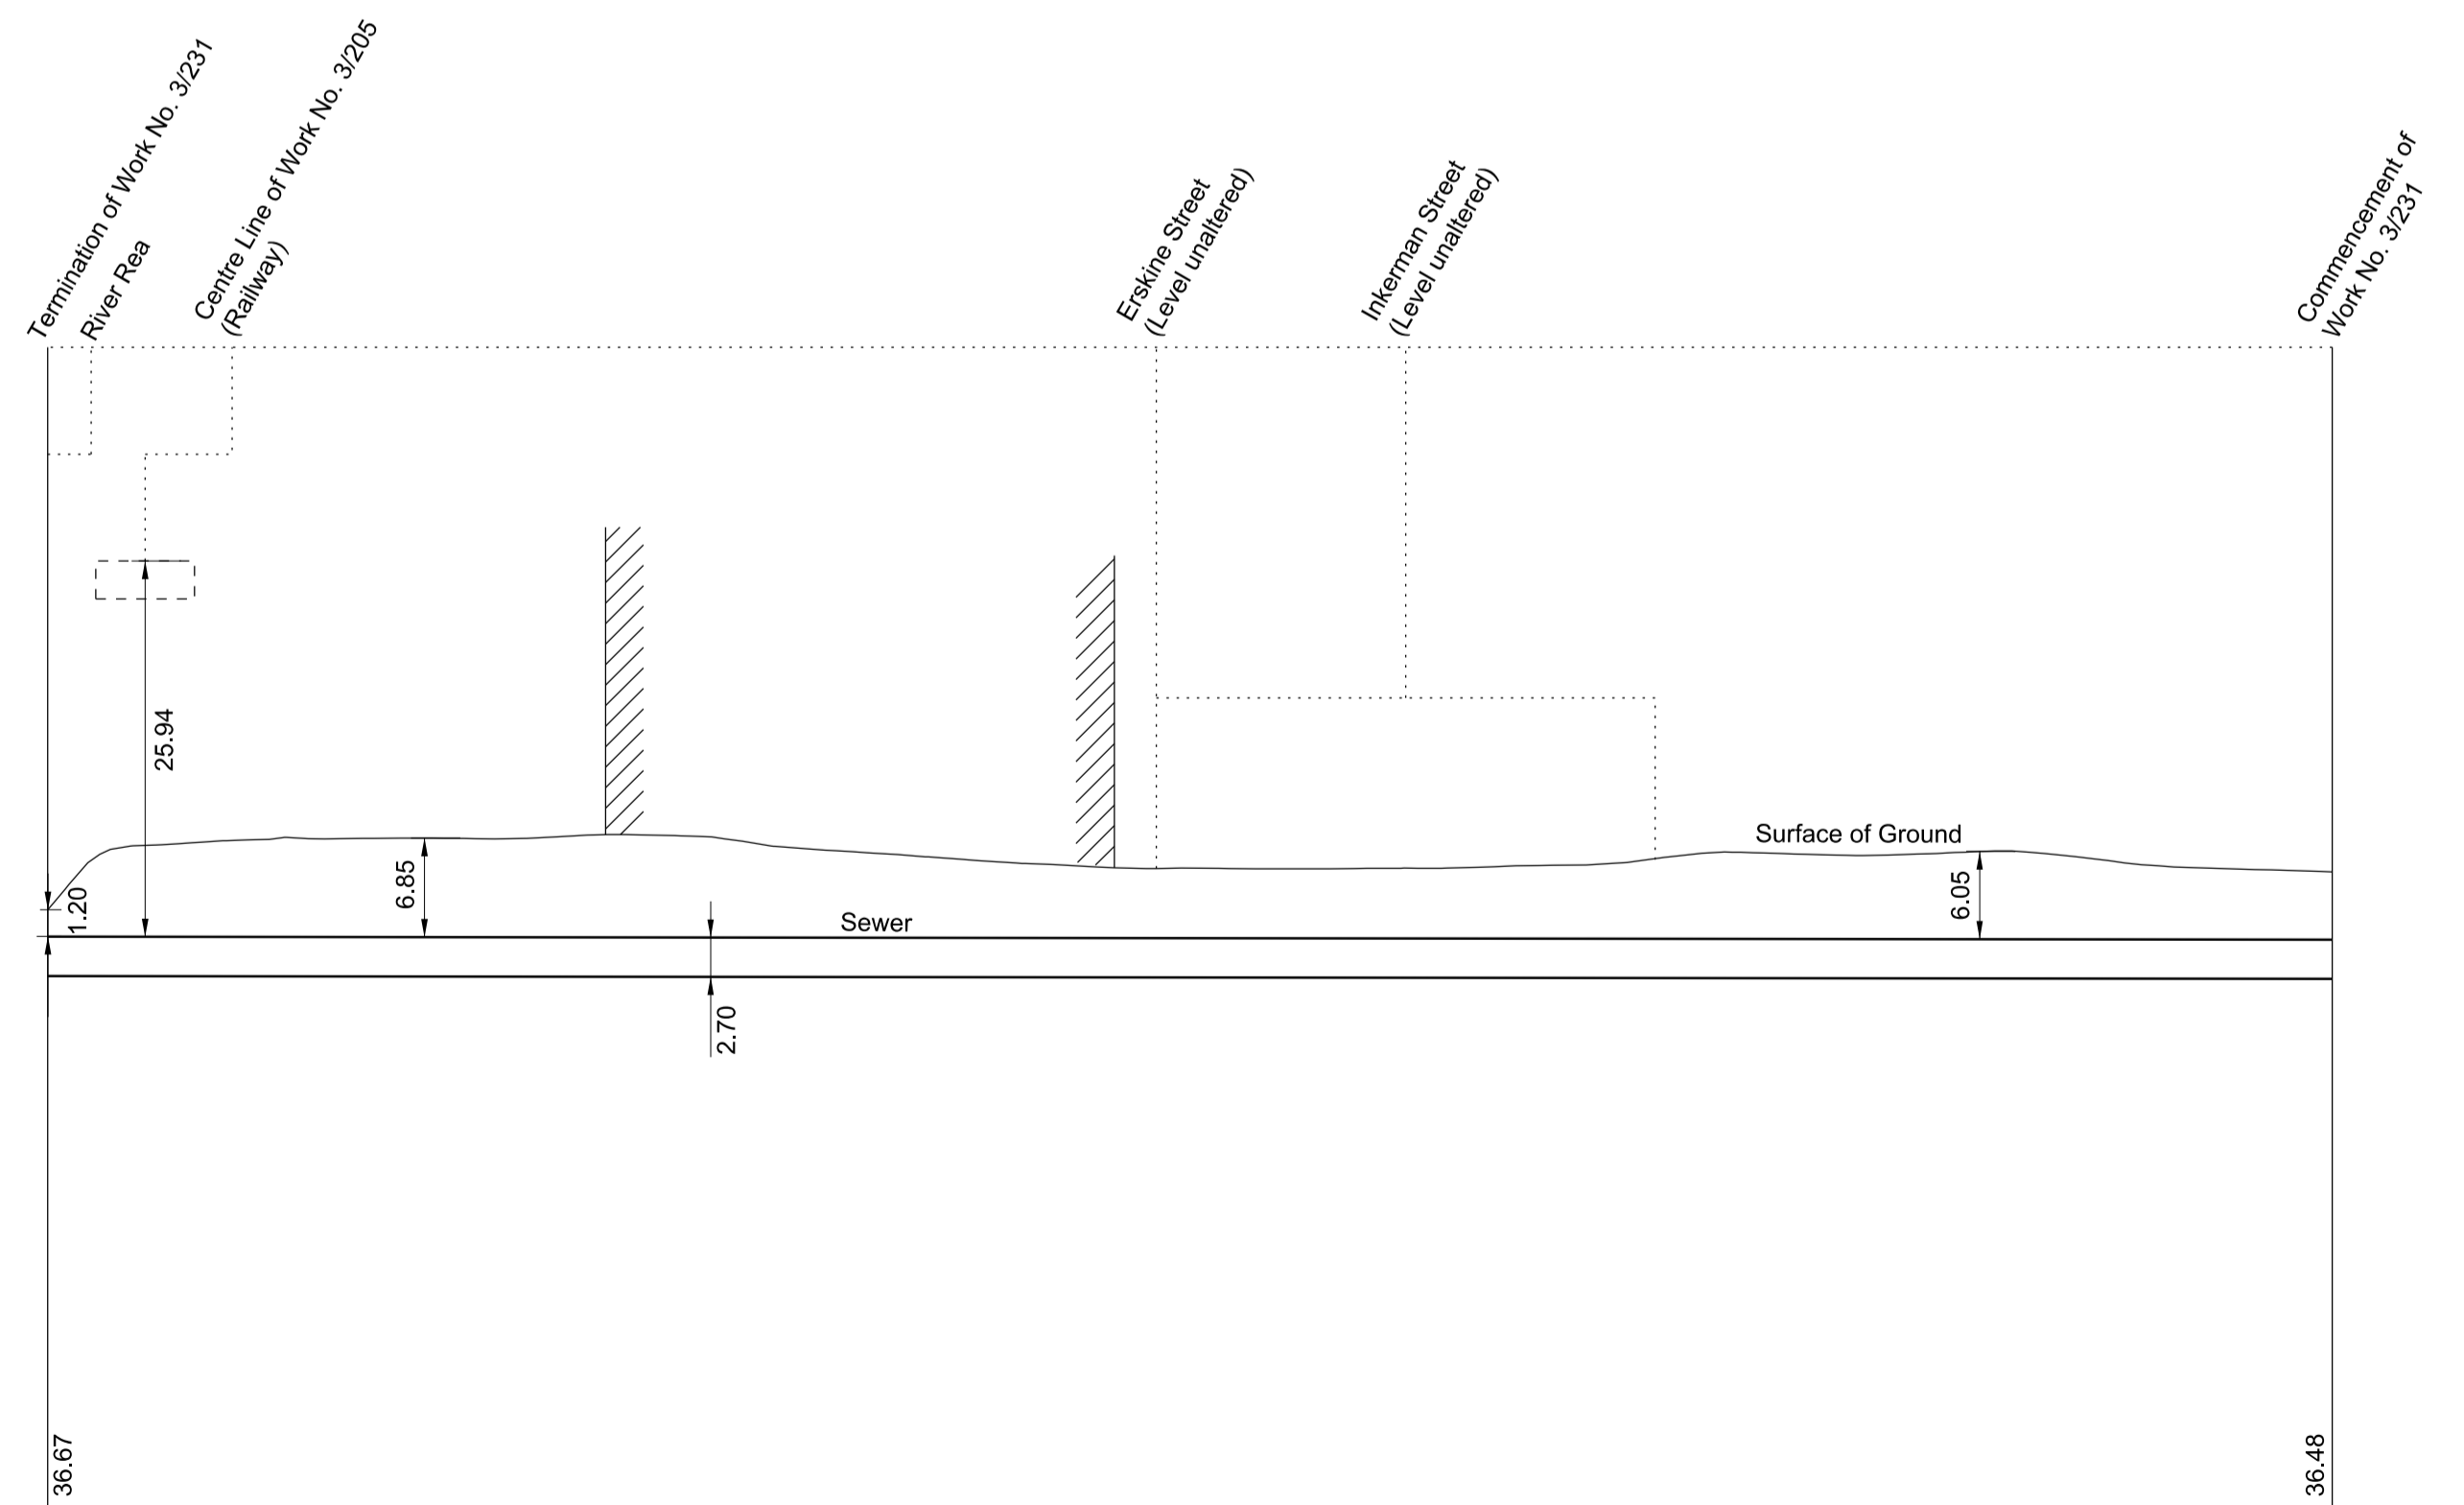 Termination of Work No. 3/231
River Rea
Centre Line of Work No. 3/205
(Railway)
Erskine Street
(Level unaltered)
Inkerman Street
(Level unaltered)
Commencement of
Work No. 3/231
25.94
Surface of Ground
1.20
6.85
6.05
Sewer
2.70
36.67
36.48